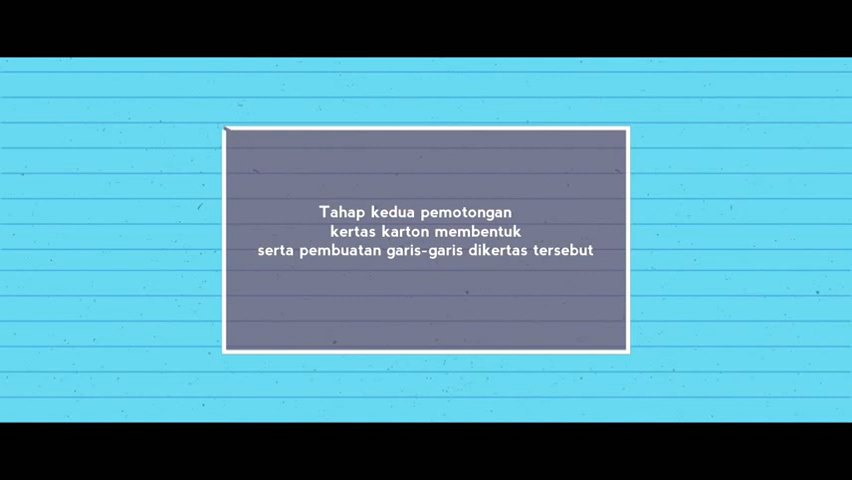 Tahap kedua pemotongan
kertas karton membentuk
serta pembuatan garis-garis dikertas tersebut